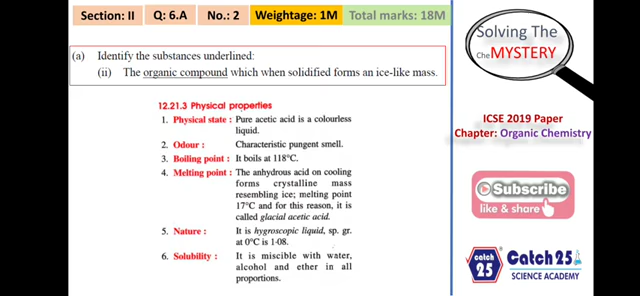 Section: II
Q: 6.A
No.: 2
Weightage: 1M
Total marks: 18M
(a) Identify the substances underlined:
(ii) The organic compound which when solidified forms an ice-like mass.
12.21.3 Physical properties
1. Physical state : Pure acetic acid is a colourless
liquid.
2. Odour : Characteristic pungent smell.
3. Boiling point : It boils at 118°C.
4. Melting point : The anhydrous acid on cooling
forms crystalline mass
resembling ice; melting point
17°C and for this reason, it is
called glacial acetic acid.
5. Nature : It is hygroscopic liquid, sp. gr.
at 0°C is 1·08.
6. Solubility : It is miscible with water,
alcohol and ether in all
proportions.
Solving The
CheMYSTERY
ICSE 2019 Paper
Chapter: Organic Chemistry
Subscribe
like & share
catch
25
Catch 25
SCIENCE ACADEMY